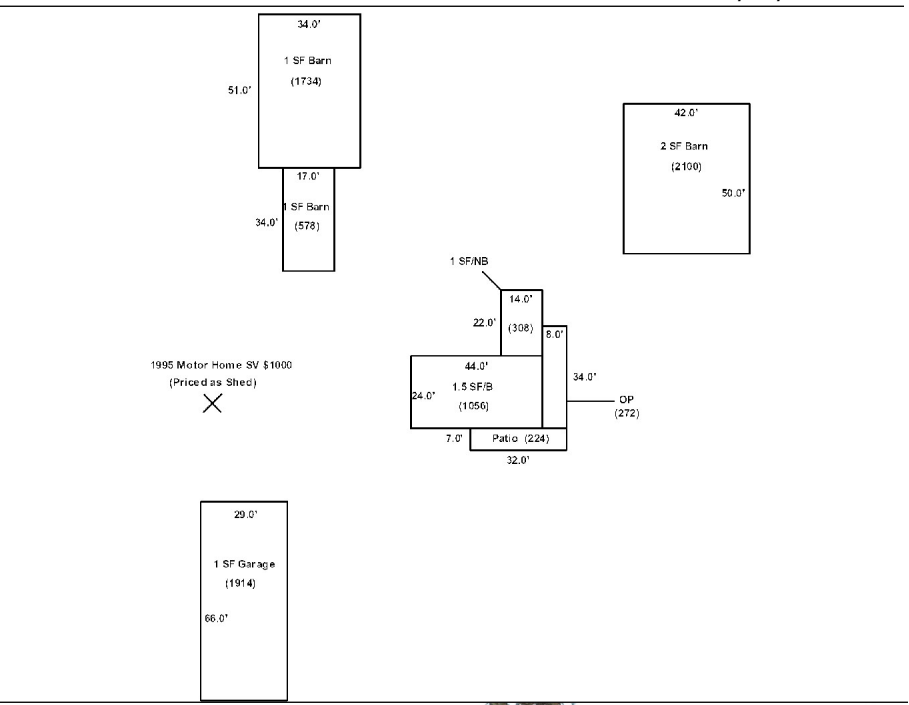 34.0'
1 SF Barn
(1734)
51.0'
17.0'
1 SF Barn
34.0'
(578)
42.0'
2 SF Barn
(2100)
50.0'
1 SF/NB
14.0'
22.0'
(308)
8.0'
44.0'
34.0'
1.5 SF/B
24.0'
(1056)
OP
(272)
7.0'
Patio (224)
32.0'
1995 Motor Home SV $1000
(Priced as Shed)
29.0'
1 SF Garage
(1914)
66.0'